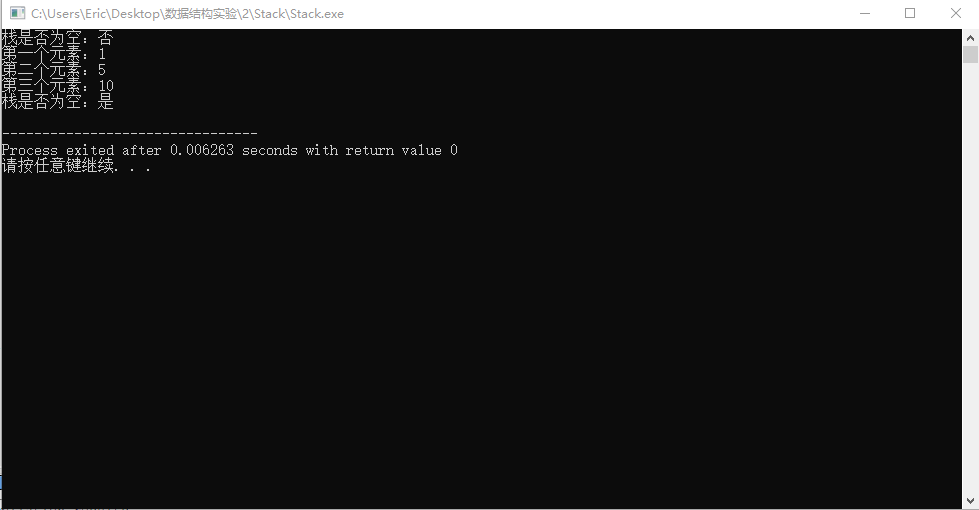 C:\Users\Eric\Desktop\数据结构实验\2\Stack\Stack.exe
栈是否为空：否
第一个元素：1
第二个元素：5
第三个元素：10
栈是否为空：是
--------------------------------
Process exited after 0.006263 seconds with return value 0
请按任意键继续. . .